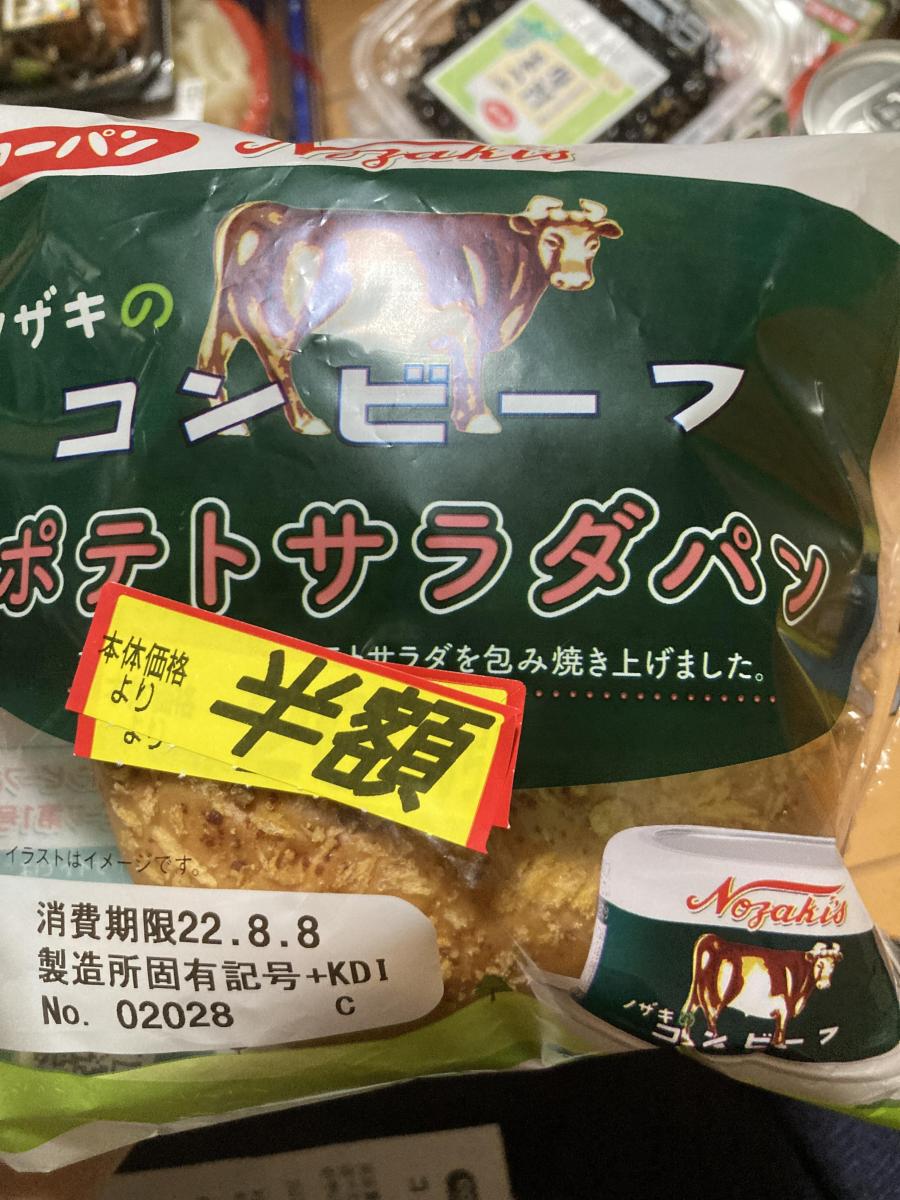 ーパン
Nozaki's
ノザキの
コンビーフ
ポテトサラダパン
トサラダを包み焼き上げました。
本体価格
より
半額
より
イラストはイメージです。
消費期限22.8.8
製造所固有記号+KDI
No. 02028 C
Nozaki's
ノザキの
コンビーフ